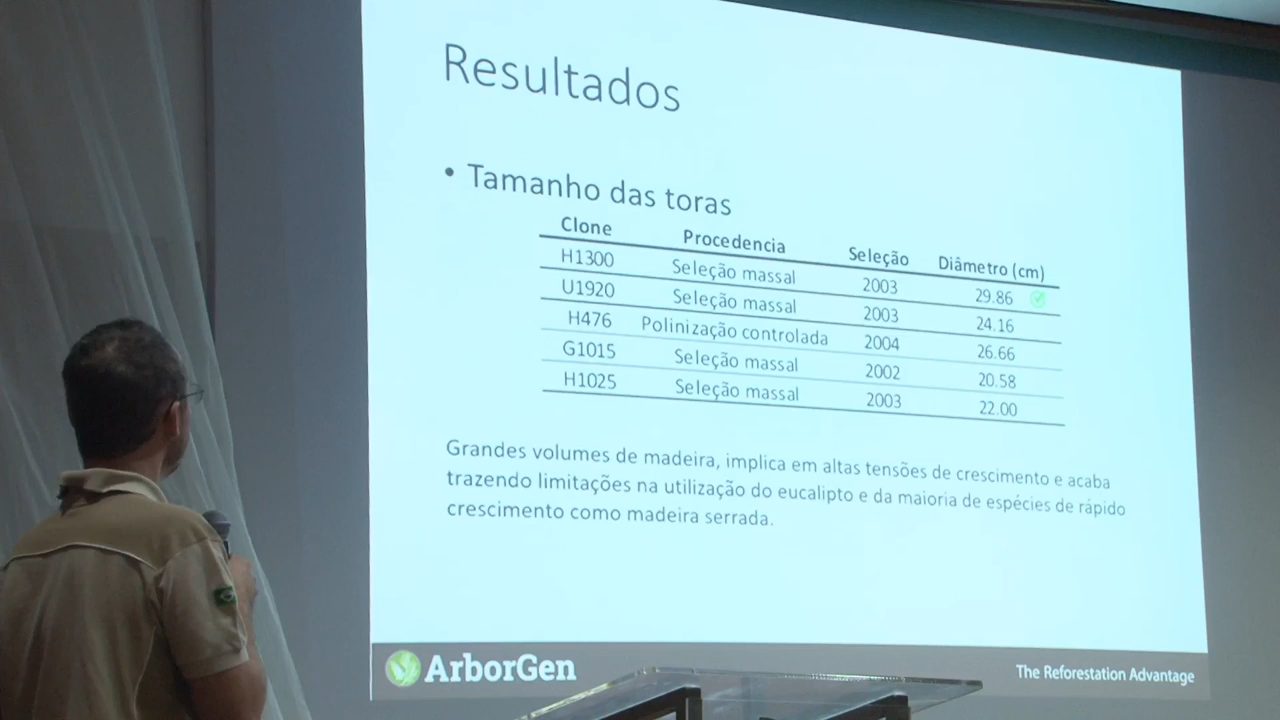 Resultados
• Tamanho das toras
Clone Procedencia Seleção Diâmetro (cm)
H1300 Seleção massal 2003 29.86
U1920 Seleção massal 2003 24.16
H476 Polinização controlada 2004 26.66
G1015 Seleção massal 2002 20.58
H1025 Seleção massal 2003 22.00
Grandes volumes de madeira, implica em altas tensões de crescimento e acaba
trazendo limitações na utilização do eucalipto e da maioria de espécies de rápido
crescimento como madeira serrada.
ArborGen The Reforestation Advantage